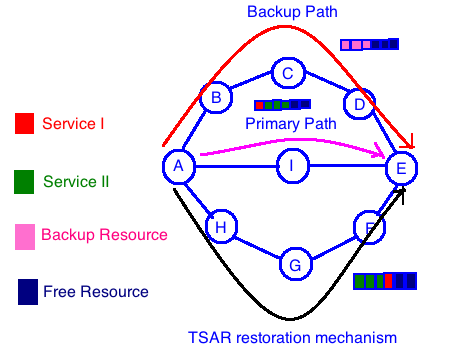 Backup Path
C
B
D
Service I
Primary Path
A
I
E
Service II
Backup Resource
H
F
G
Free Resource
TSAR restoration mechanism